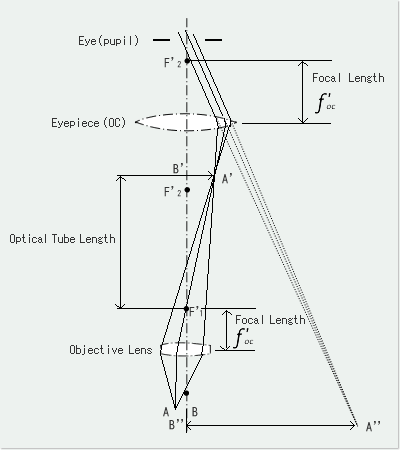 Eye(pupil)
F'2
Focal Length
f'oc
Eyepiece(OC)
B'
A'
F'2
Optical Tube Length
F'1
Focal Length
f'oc
Objective Lens
A
B
B''
A''